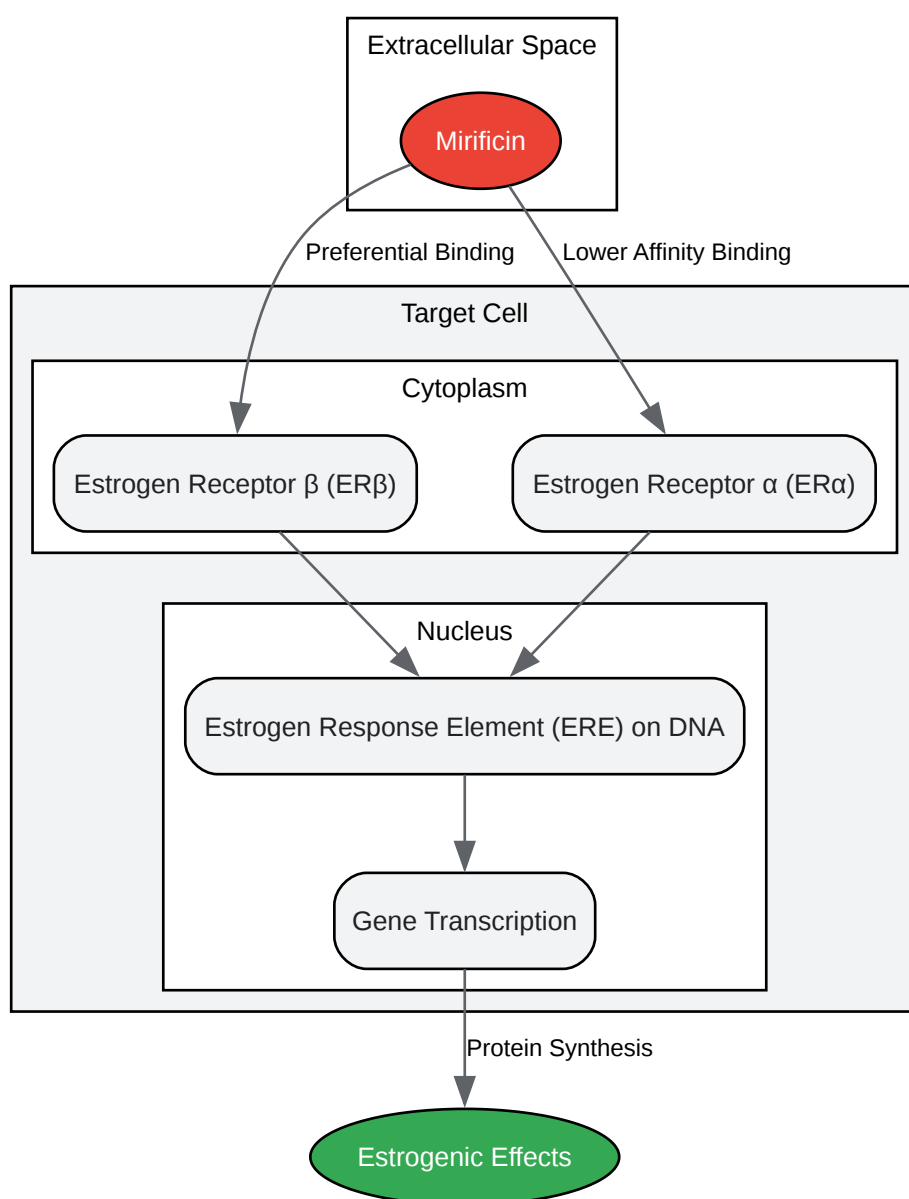 Extracellular Space
Mirificin
Preferential Binding
Lower Affinity Binding
Target Cell
Cytoplasm
Estrogen Receptor β (ERβ)
Estrogen Receptor α (ERα)
Nucleus
Estrogen Response Element (ERE) on DNA
Gene Transcription
Protein Synthesis
Estrogenic Effects